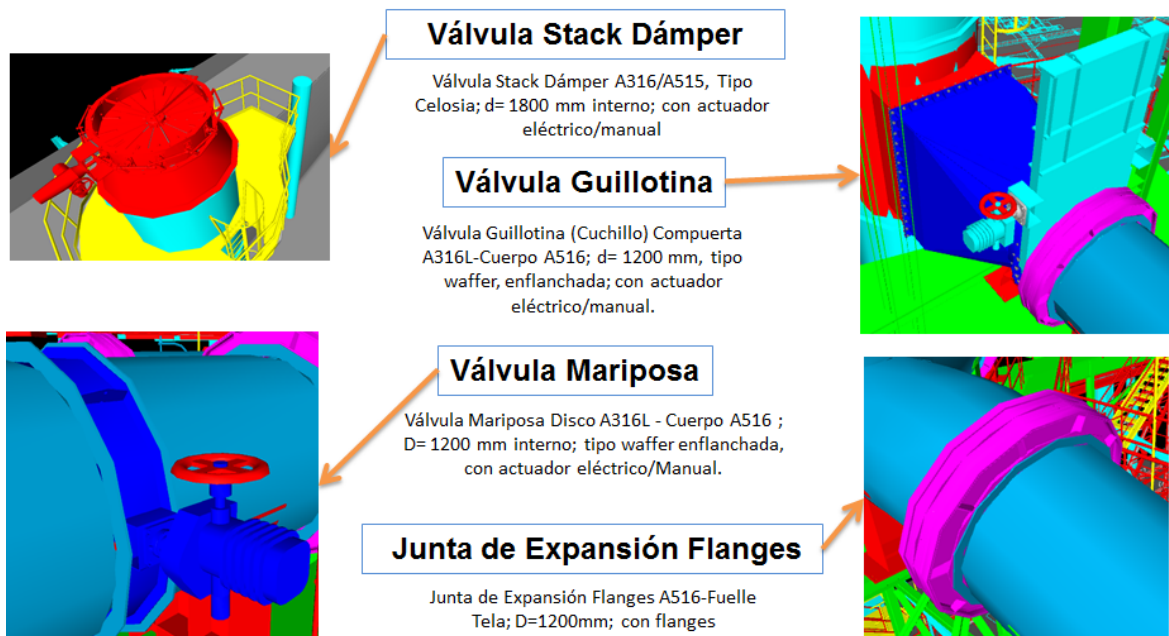 Válvula Stack Dámper
Válvula Stack Dámper A316/A515, Tipo
Celosia; d= 1800 mm interno; con actuador
eléctrico/manual
Válvula Guillotina
Válvula Guillotina (Cuchillo) Compuerta
A316L-Cuerpo A516; d= 1200 mm, tipo
waffer, enflanchada; con actuador
eléctrico/manual.
Válvula Mariposa
Válvula Mariposa Disco A316L - Cuerpo A516 ;
D= 1200 mm interno; tipo waffer enflanchada,
con actuador eléctrico/Manual.
Junta de Expansión Flanges
Junta de Expansión Flanges A516-Fuelle
Tela; D=1200mm; con flanges